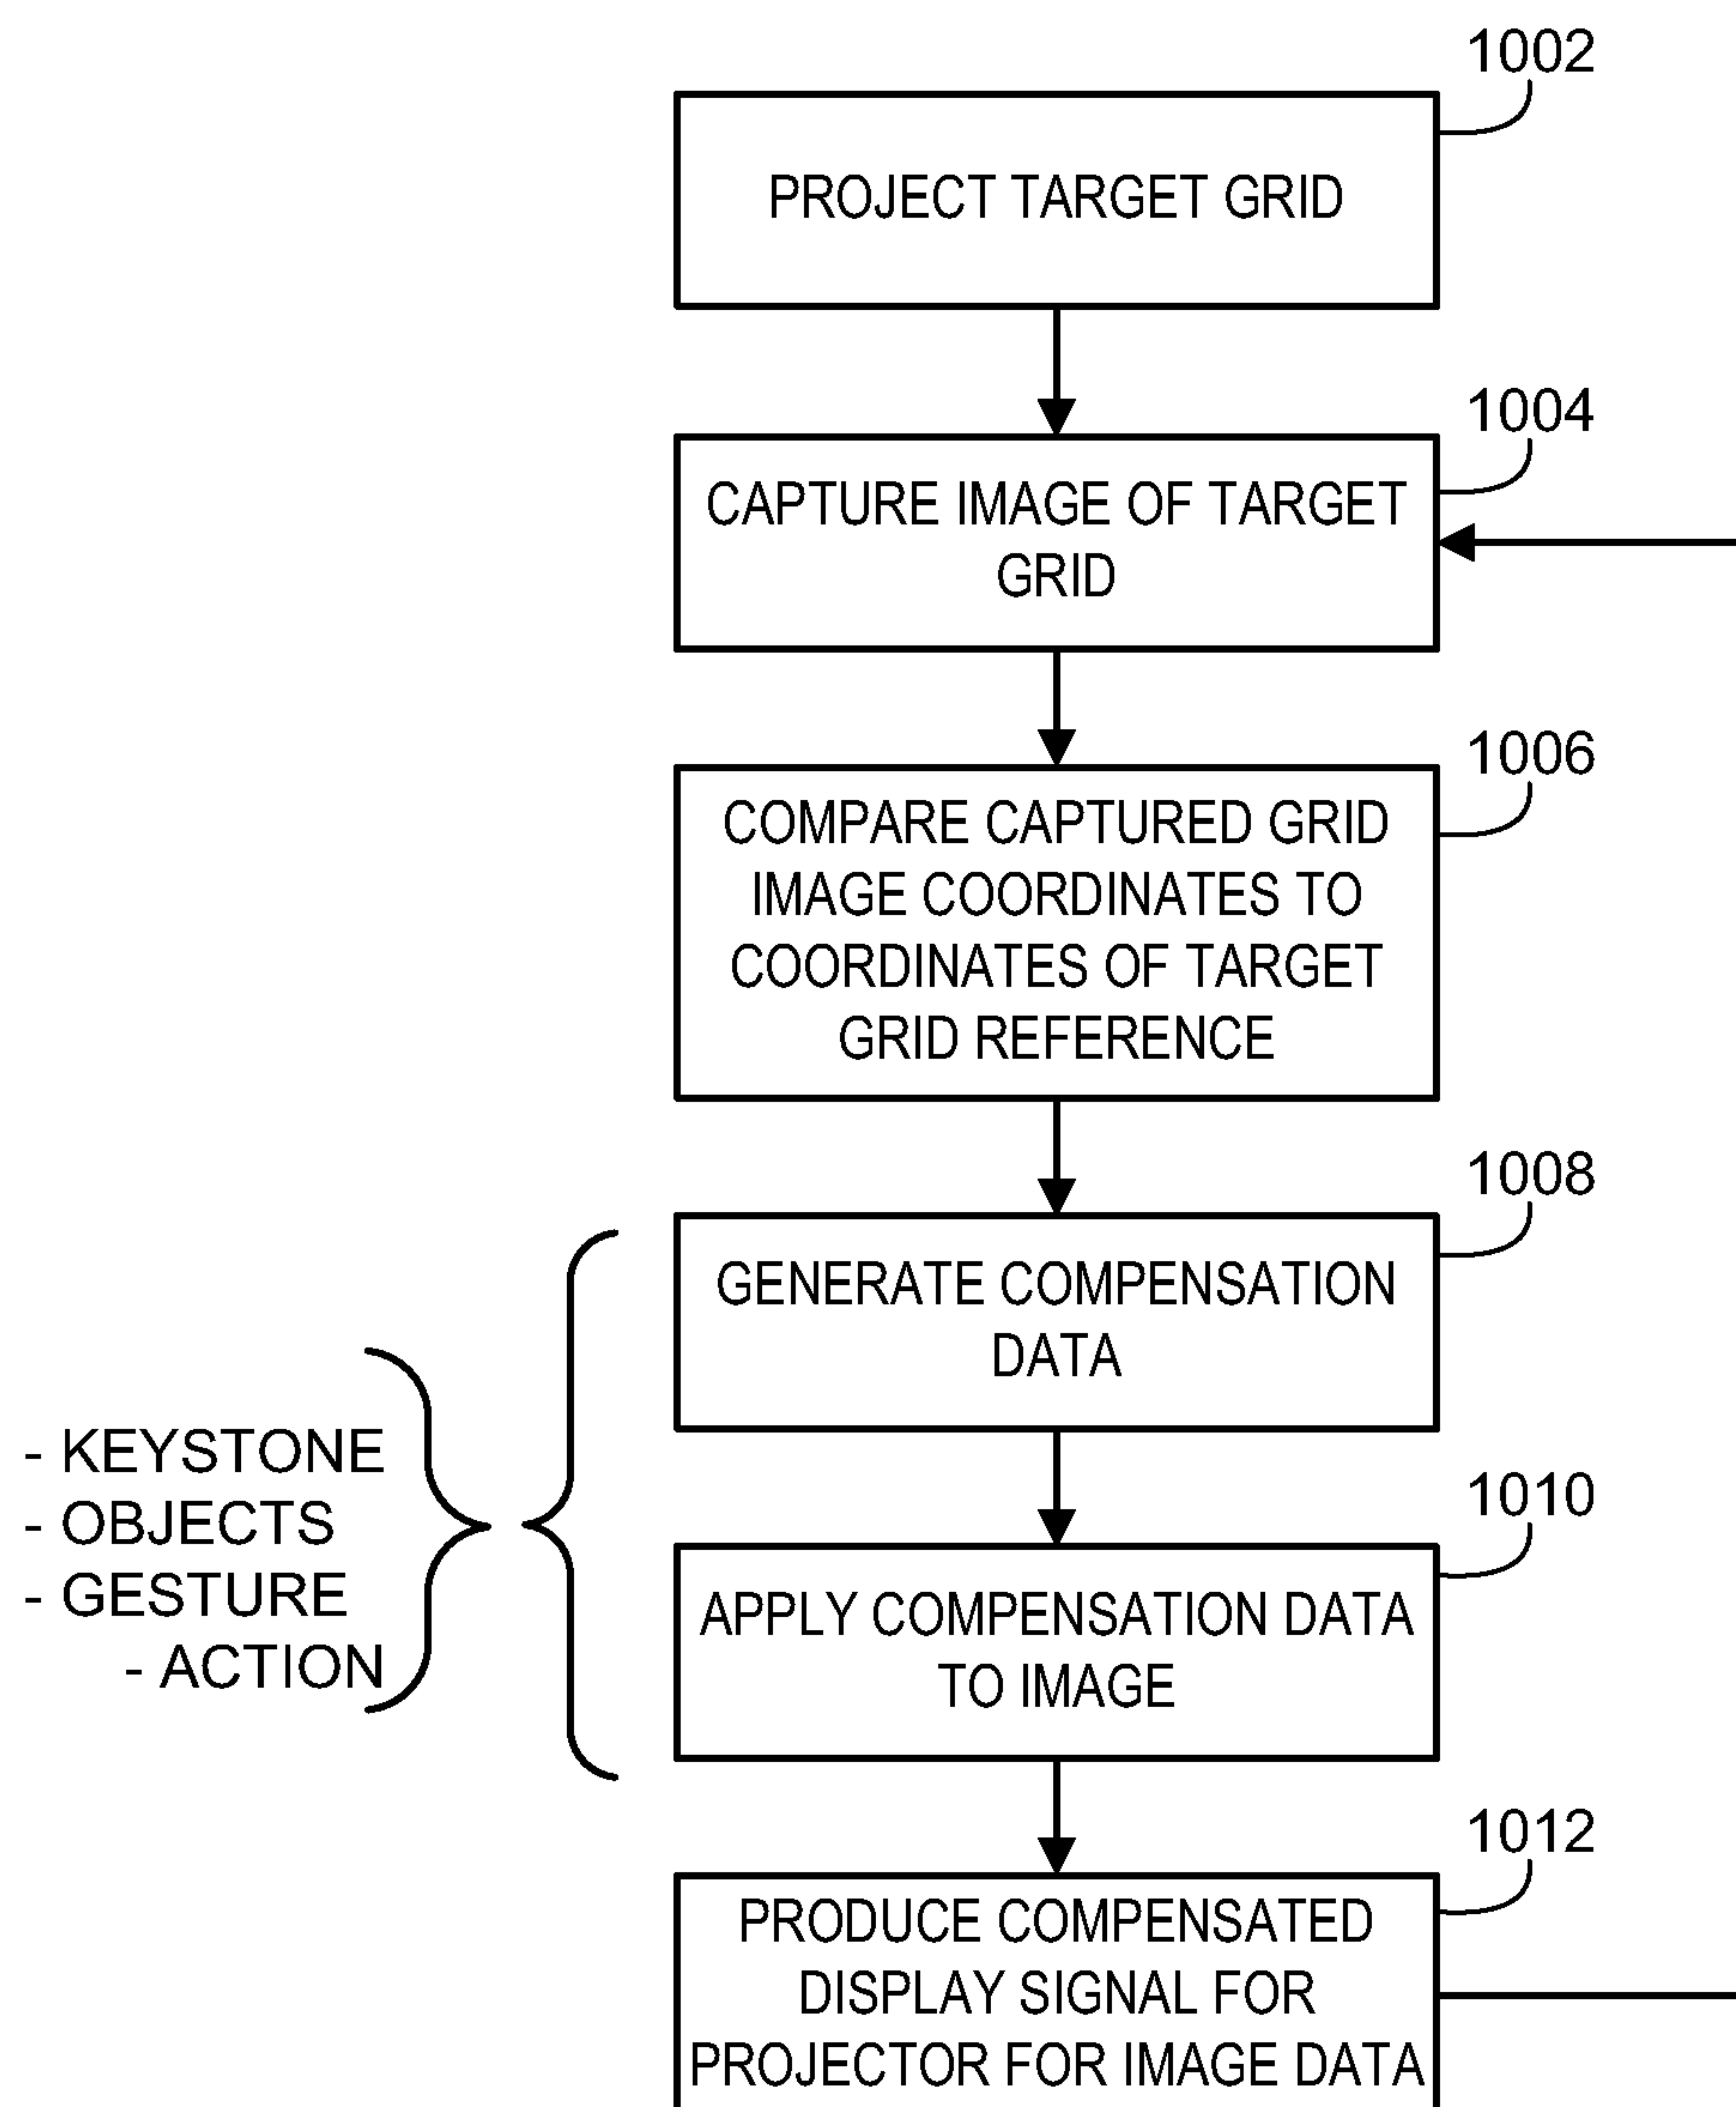 1002
PROJECT TARGET GRID
1004
CAPTURE IMAGE OF TARGET
GRID
1006
COMPARE CAPTURED GRID
IMAGE COORDINATES TO
COORDINATES OF TARGET
GRID REFERENCE
1008
GENERATE COMPENSATION
DATA
- KEYSTONE
- OBJECTS
- GESTURE
- ACTION
1010
APPLY COMPENSATION DATA
TO IMAGE
1012
PRODUCE COMPENSATED
DISPLAY SIGNAL FOR
PROJECTOR FOR IMAGE DATA